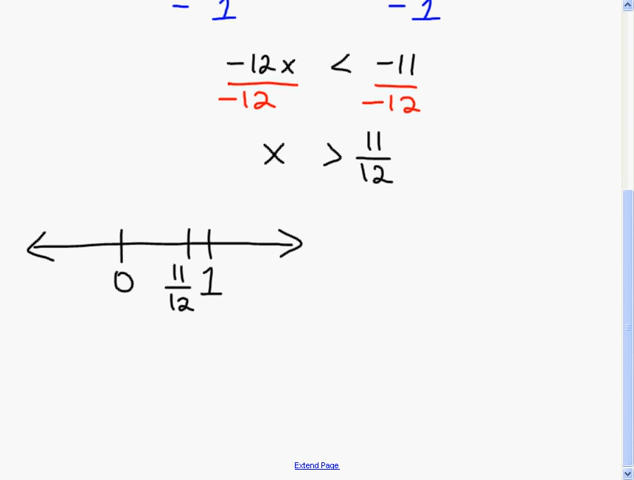 - 1 - 1
-12x < -11
-12 -12
x > 11/12
0 11/12 1
Extend Page